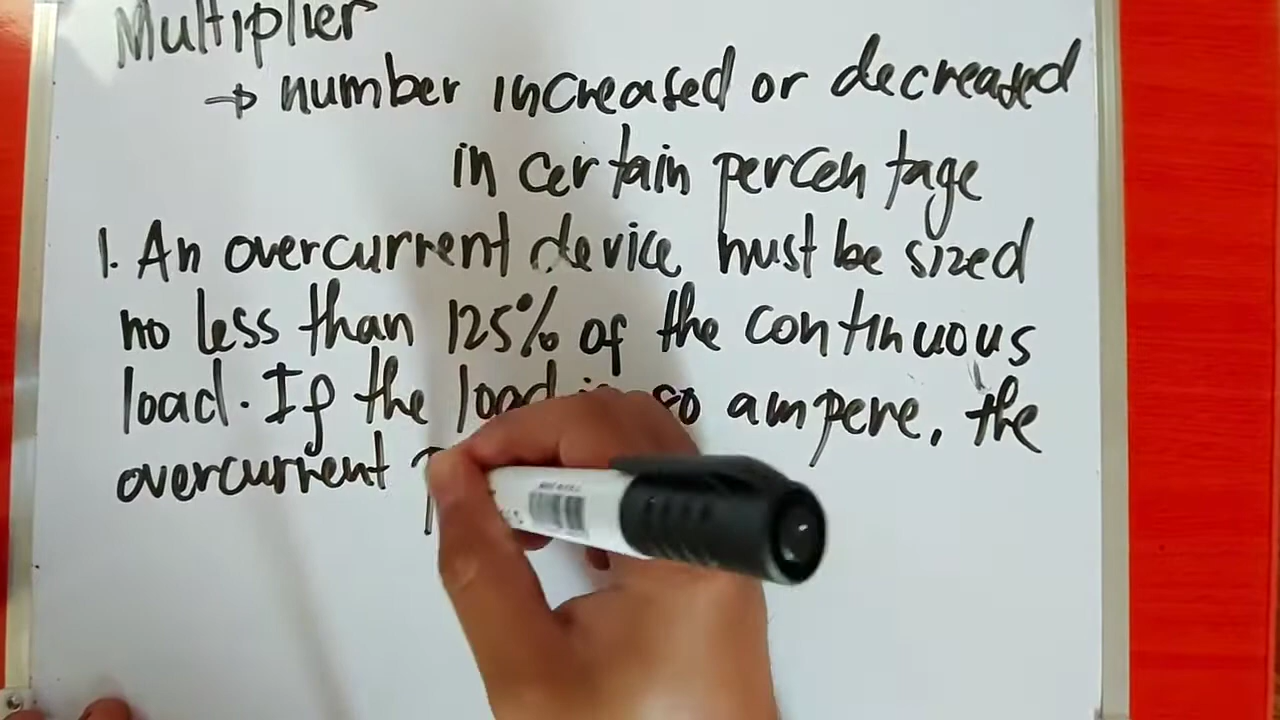 Multiplier
→ number increased or decreased
in certain percentage
1. An overcurrent device must be sized
no less than 125% of the continuous
load. If the load ampere, the
overcurrent